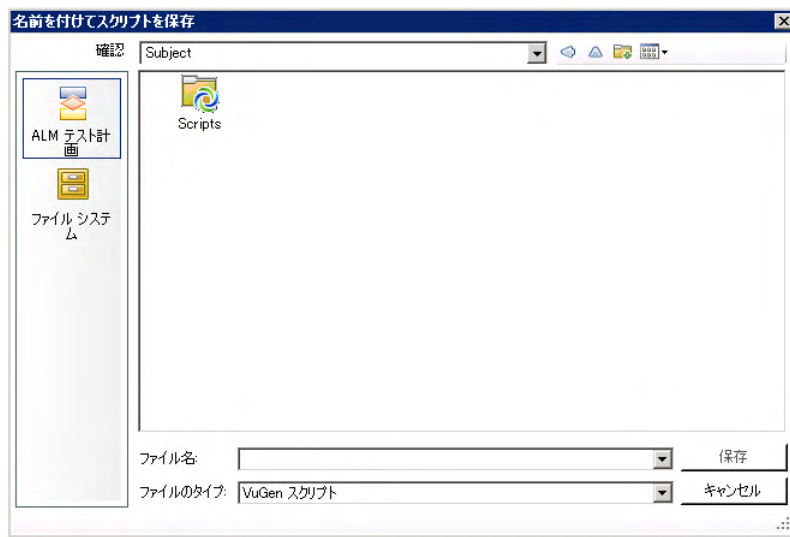 名前を付けてスクリプトを保存
確認
Subject
Scripts
ALM テスト計
画
ファイル システ
ム
ファイル名:
保存
ファイルのタイプ:
VuGen スクリプト
キャンセル